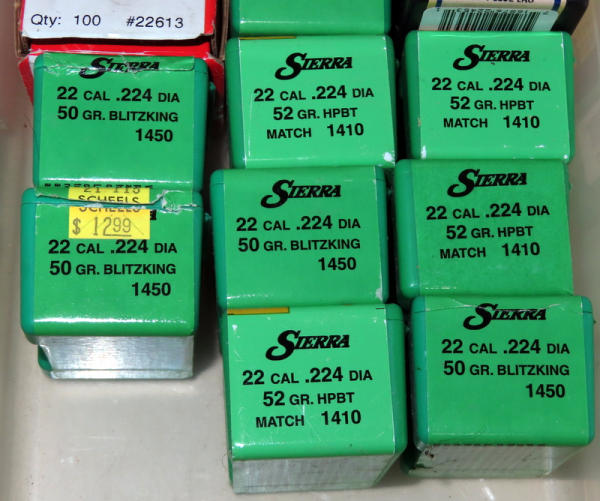 Qty: 100 #22613
SIERRA
22 CAL .224 DIA
50 GR. BLITZKING
1450
SIERRA
22 CAL .224 DIA
52 GR. HPBT
MATCH 1410
SIERRA
22 CAL .224 DIA
52 GR. HPBT
MATCH 1410
SCHEELS
$ 12.99
22 CAL .224 DIA
50 GR. BLITZKING
1450
SIERRA
22 CAL .224 DIA
50 GR. BLITZKING
1450
SIERRA
22 CAL .224 DIA
52 GR. HPBT
MATCH 1410
SIERRA
22 CAL .224 DIA
52 GR. HPBT
MATCH 1410
SIERRA
22 CAL .224 DIA
50 GR. BLITZKING
1450